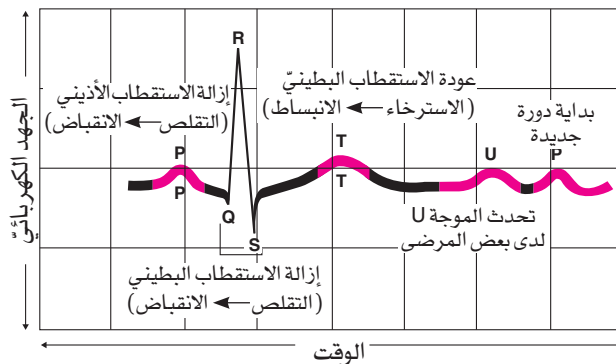 الجهد الكهربائيّ
R
إزالة الاستقطاب الأذيني
(التقلص ← الانقباض)
عودة الاستقطاب البطينيّ
(الاسترخاء ← الانبساط)
بداية دورة
جديدة
P
P
Q
S
T
T
U
P
تحدث الموجة U
لدى بعض المرضى
إزالة الاستقطاب البطيني
(التقلص ← الانقباض)
الوقت